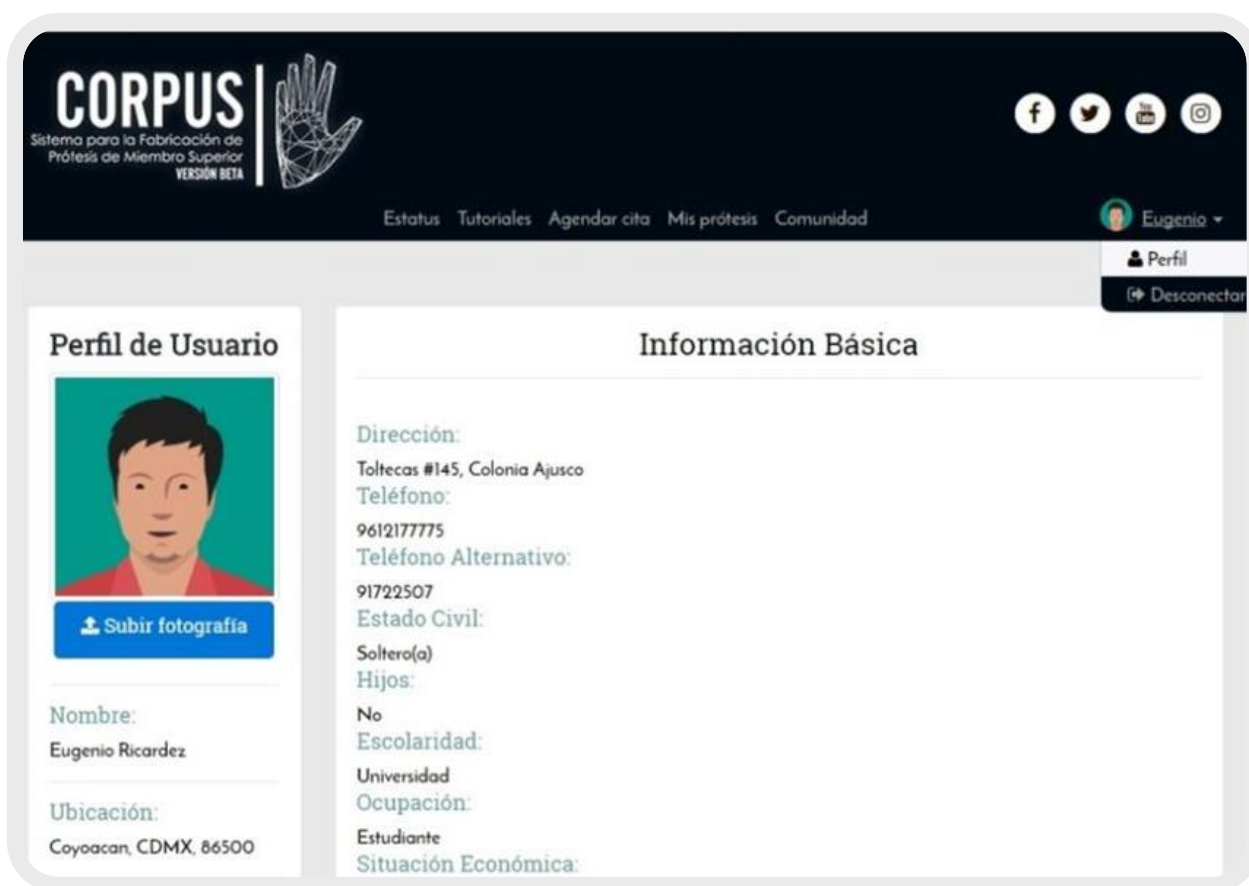 CORPUS
Sistema para la Fabricación de
Prótesis de Miembro Superior
VERSIÓN BETA
Estatus Tutoriales Agendar cita Mis prótesis Comunidad
Eugenio
Perfil
Desconectar
Perfil de Usuario
Subir fotografía
Nombre:
Eugenio Ricardez
Ubicación:
Coyoacan, CDMX, 86500
Información Básica
Dirección:
Toltecas #145, Colonia Ajusco
Teléfono:
9612177775
Teléfono Alternativo:
91722507
Estado Civil:
Soltero(a)
Hijos:
No
Escolaridad:
Universidad
Ocupación:
Estudiante
Situación Económica: